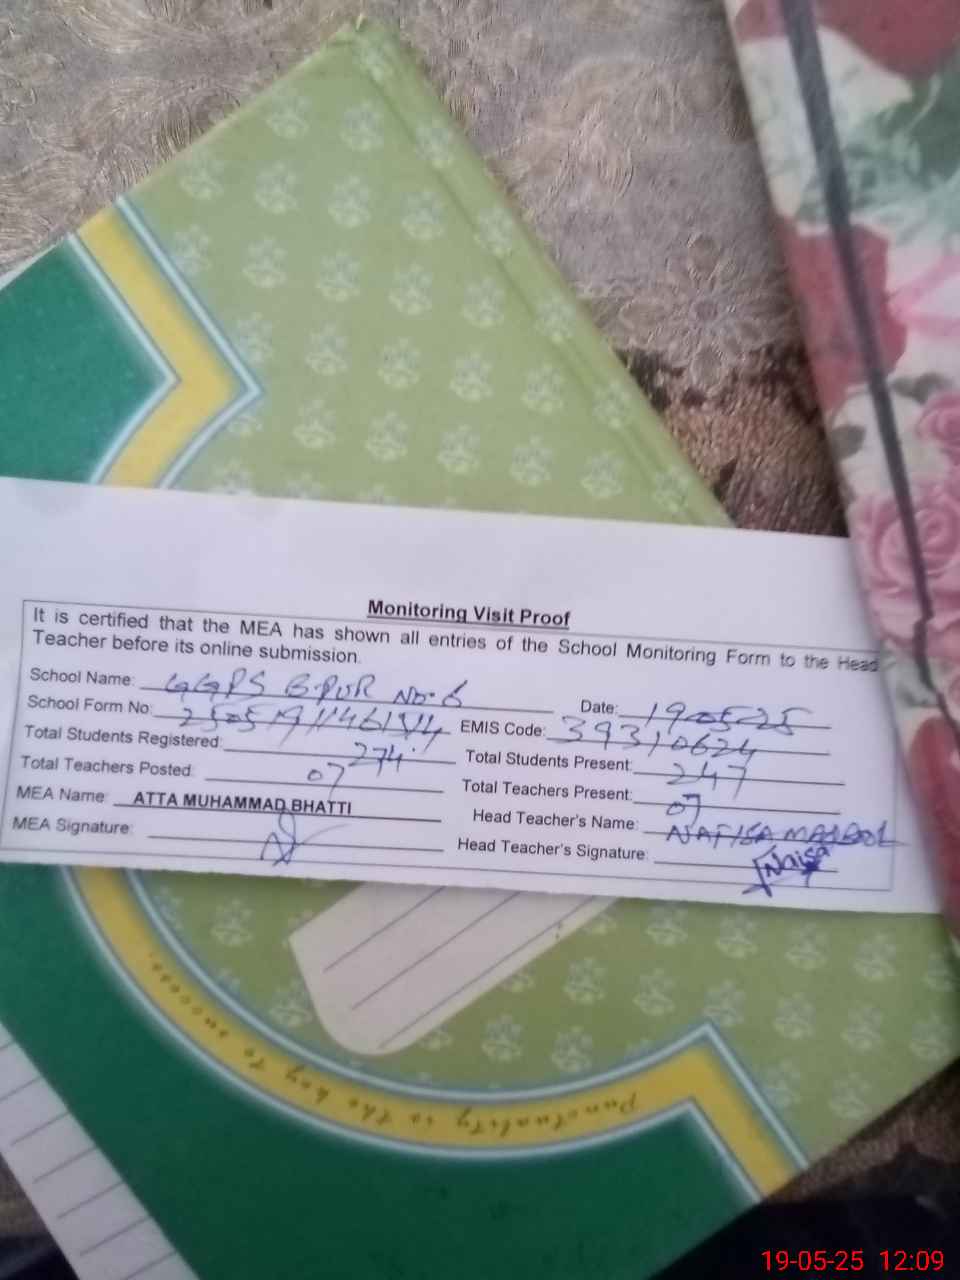 Monitoring Visit Proof
It is certified that the MEA has shown all entries of the School Monitoring Form to the Head
Teacher before its online submission.
School Name: GGPS B.PUR No. 6 Date: 19-05-25
School Form No: EMIS Code: 39310624
Total Students Registered: 274 Total Students Present: 247
Total Teachers Posted: 07 Total Teachers Present: 07
MEA Name: ATTA MUHAMMAD BHATTI Head Teacher's Name: NAFISA
MEA Signature: Head Teacher's Signature:
Punctuality is the key to success.
19-05-25 12:09